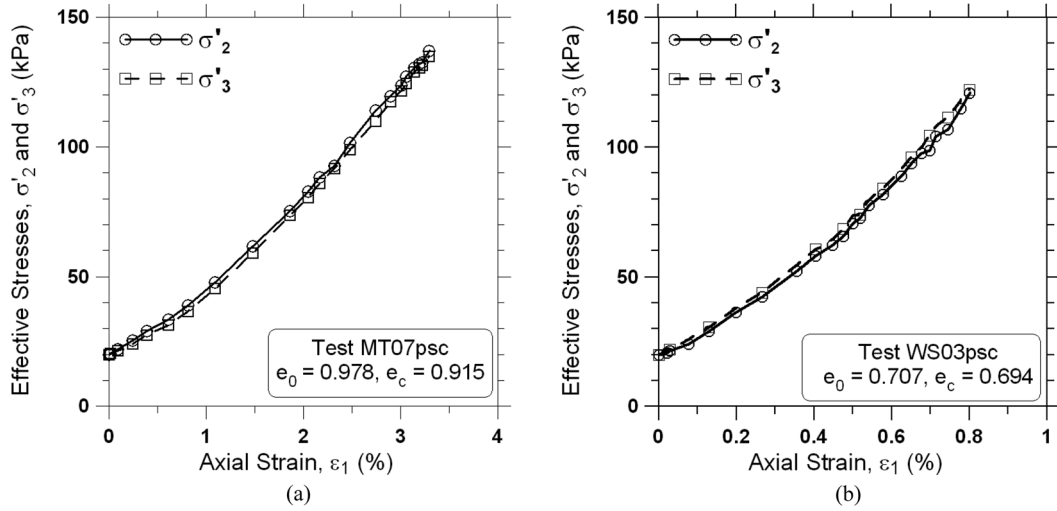 150
100
50
0
Effective Stresses, σ'2 and σ'3 (kPa)
σ'2
σ'3
Test MT07psc
e0 = 0.978, ec = 0.915
0 1 2 3 4
Axial Strain, ε1 (%)
(a)
150
100
50
0
Effective Stresses, σ'2 and σ'3 (kPa)
σ'2
σ'3
Test WS03psc
e0 = 0.707, ec = 0.694
0 0.2 0.4 0.6 0.8 1
Axial Strain, ε1 (%)
(b)